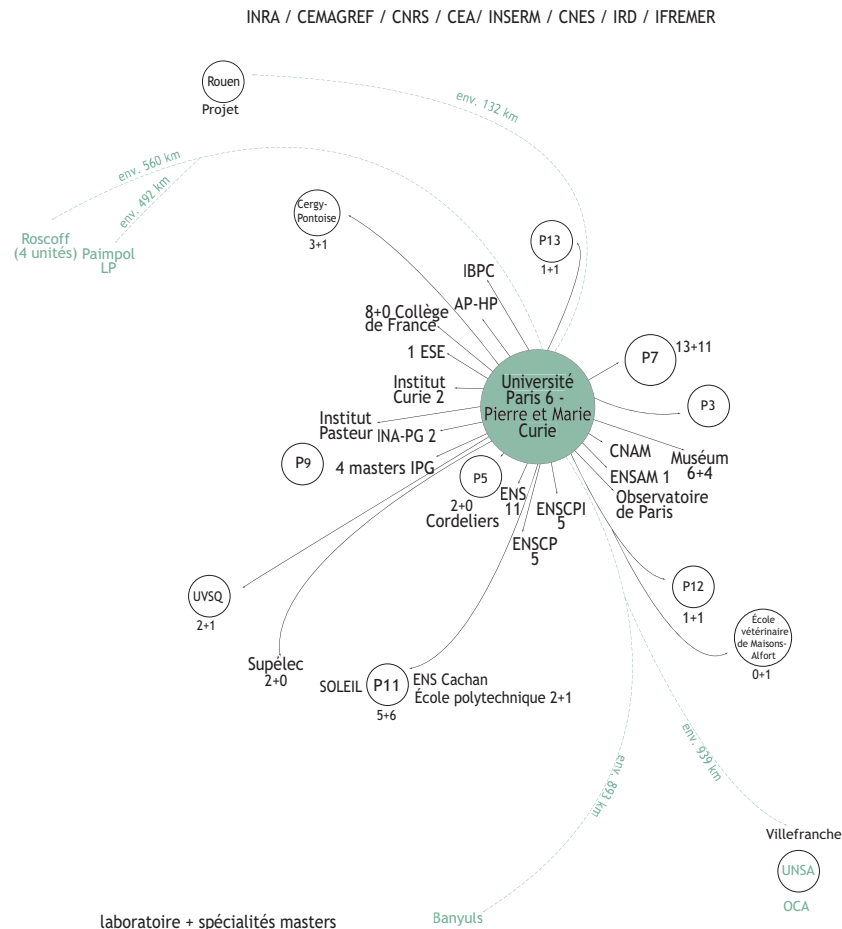 INRA / CEMAGREF / CNRS / CEA/ INSERM / CNES / IRD / IFREMER
Rouen
Projet
env. 132 km
env. 560 km
env. 492 km
Roscoff
(4 unités)
Paimpol
LP
Cergy-
Pontoise
3+1
P13
1+1
IBPC
AP-HP
8+0 Collège
de France
1 ESE
Institut
Curie 2
Institut
Pasteur
INA-PG 2
P9
4 masters IPG
Université
Paris 6 -
Pierre et Marie
Curie
P7
13+11
P3
CNAM
Muséum
6+4
ENSAM 1
Observatoire
de Paris
P5
2+0
Cordeliers
ENS
11
ENSCPI
5
ENSCP
5
UVSQ
2+1
Supélec
2+0
SOLEIL
P11
5+6
ENS Cachan
École polytechnique 2+1
P12
1+1
École
vétérinaire
de Maisons-
Alfort
0+1
env. 893 km
env. 939 km
Villefranche
UNSA
OCA
Banyuls
laboratoire + spécialités masters